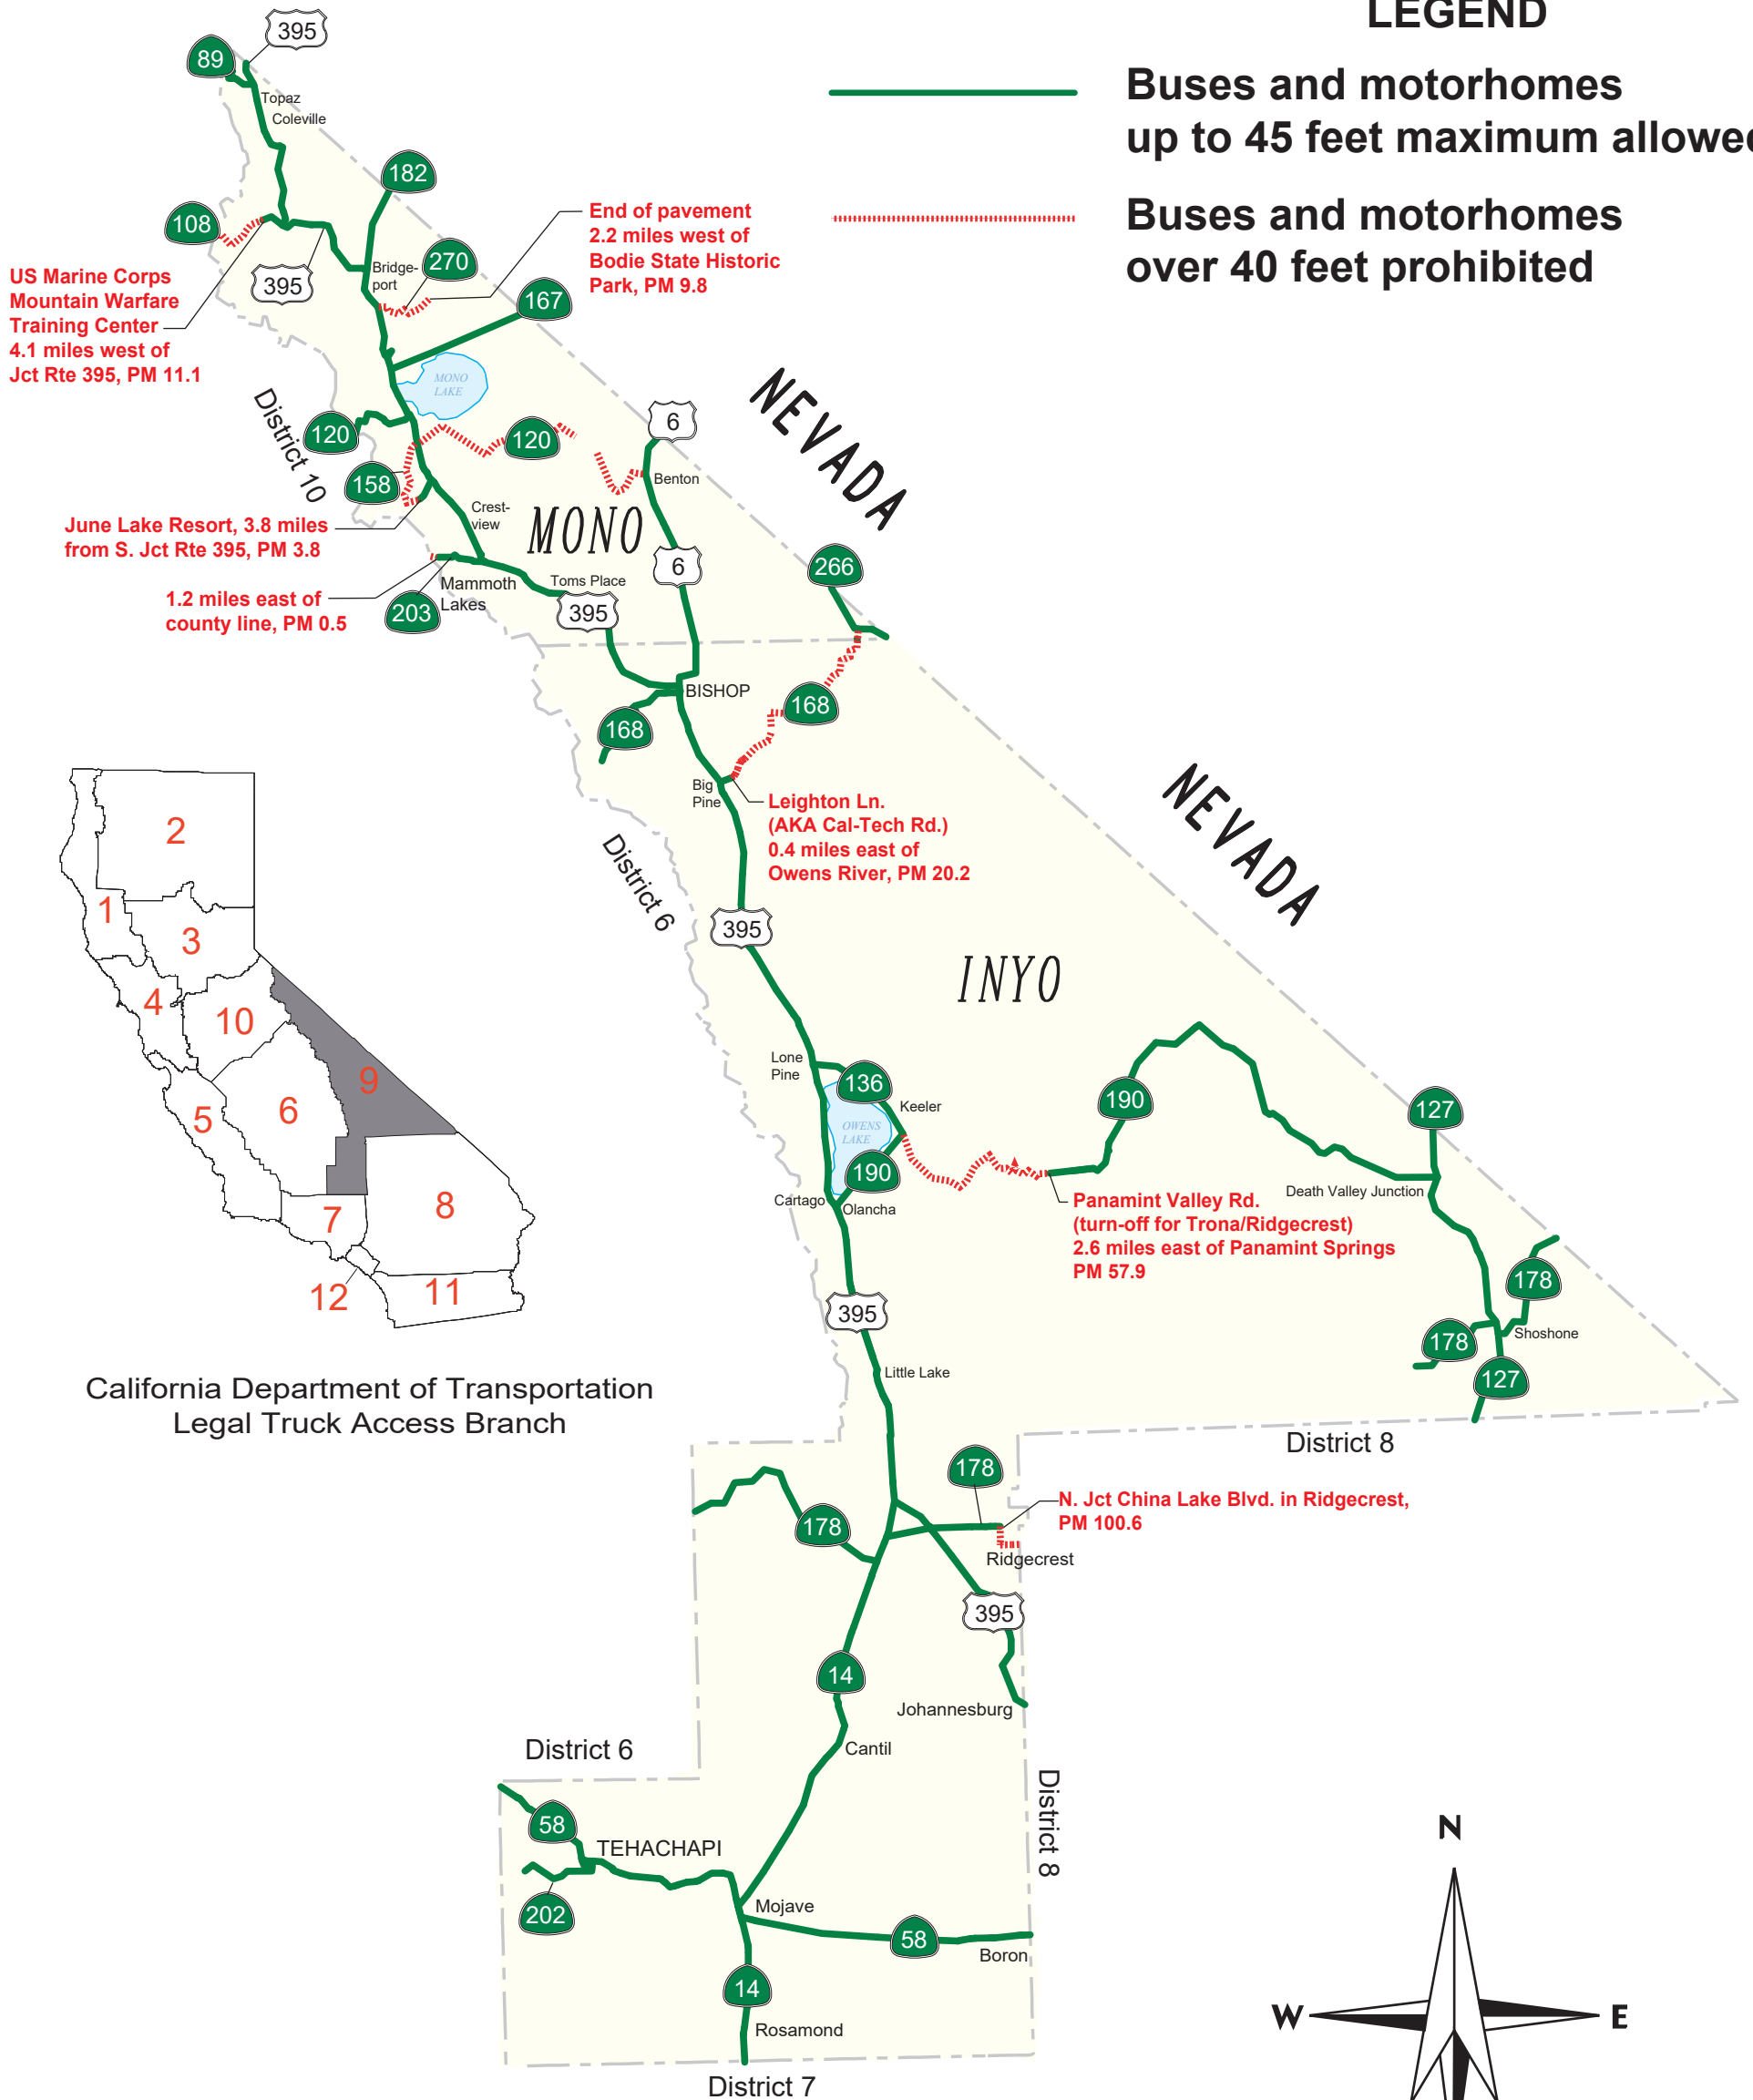 LEGEND
Buses and motorhomes
up to 45 feet maximum allowed
Buses and motorhomes
over 40 feet prohibited
395
89
Topaz
Coleville
182
108
End of pavement
2.2 miles west of
Bodie State Historic
Park, PM 9.8
US Marine Corps
Mountain Warfare
Training Center
4.1 miles west of
Jct Rte 395, PM 11.1
395
Bridge-
port
270
167
MONO
LAKE
District 10
120
120
6
NEVADA
158
Benton
Crest-
view
MONO
June Lake Resort, 3.8 miles
from S. Jct Rte 395, PM 3.8
6
266
1.2 miles east of
county line, PM 0.5
203
Mammoth
Lakes
Toms Place
395
BISHOP
168
168
Big
Pine
Leighton Ln.
(AKA Cal-Tech Rd.)
0.4 miles east of
Owens River, PM 20.2
NEVADA
District 6
395
INYO
2
1
3
4
10
9
5
6
7
8
12
11
California Department of Transportation
Legal Truck Access Branch
Lone
Pine
136
Keeler
OWENS
LAKE
190
190
127
Cartago
Olancha
Death Valley Junction
Panamint Valley Rd.
(turn-off for Trona/Ridgecrest)
2.6 miles east of Panamint Springs
PM 57.9
178
178
Shoshone
127
395
Little Lake
District 8
178
N. Jct China Lake Blvd. in Ridgecrest,
PM 100.6
178
Ridgecrest
395
14
Johannesburg
Cantil
District 6
District 8
58
TEHACHAPI
202
Mojave
58
Boron
14
Rosamond
District 7
N
W
E